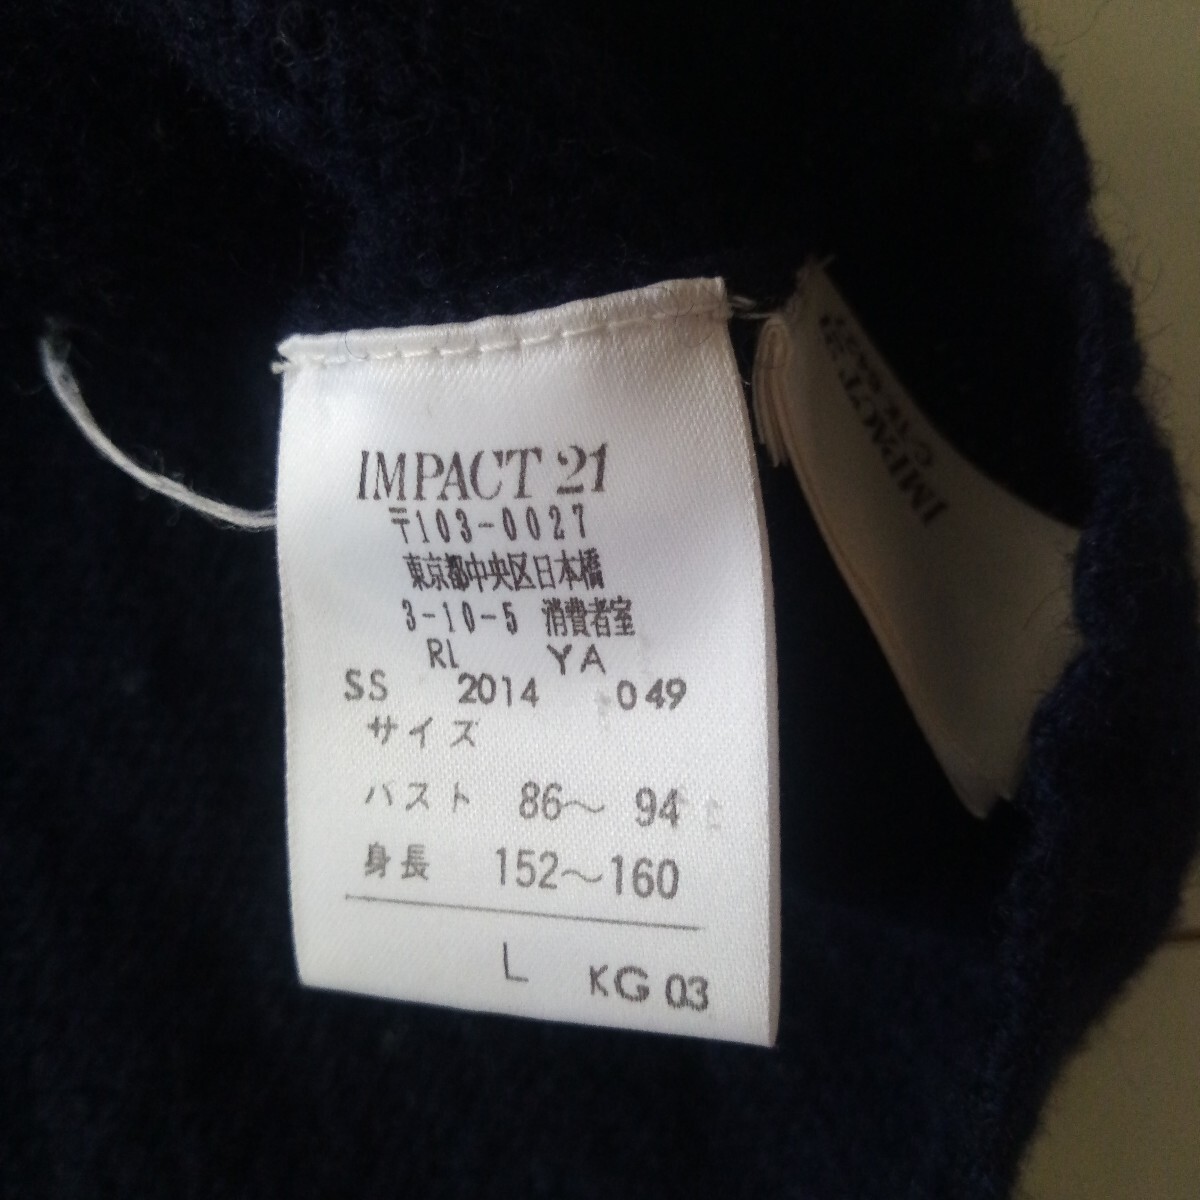 IMPACT 21
〒103-0027
東京都中央区日本橋
3-10-5 消費者室
RL YA
SS 2014 049
サイズ
バスト 86〜 94
身長 152〜160
L KG 03
IMPACT